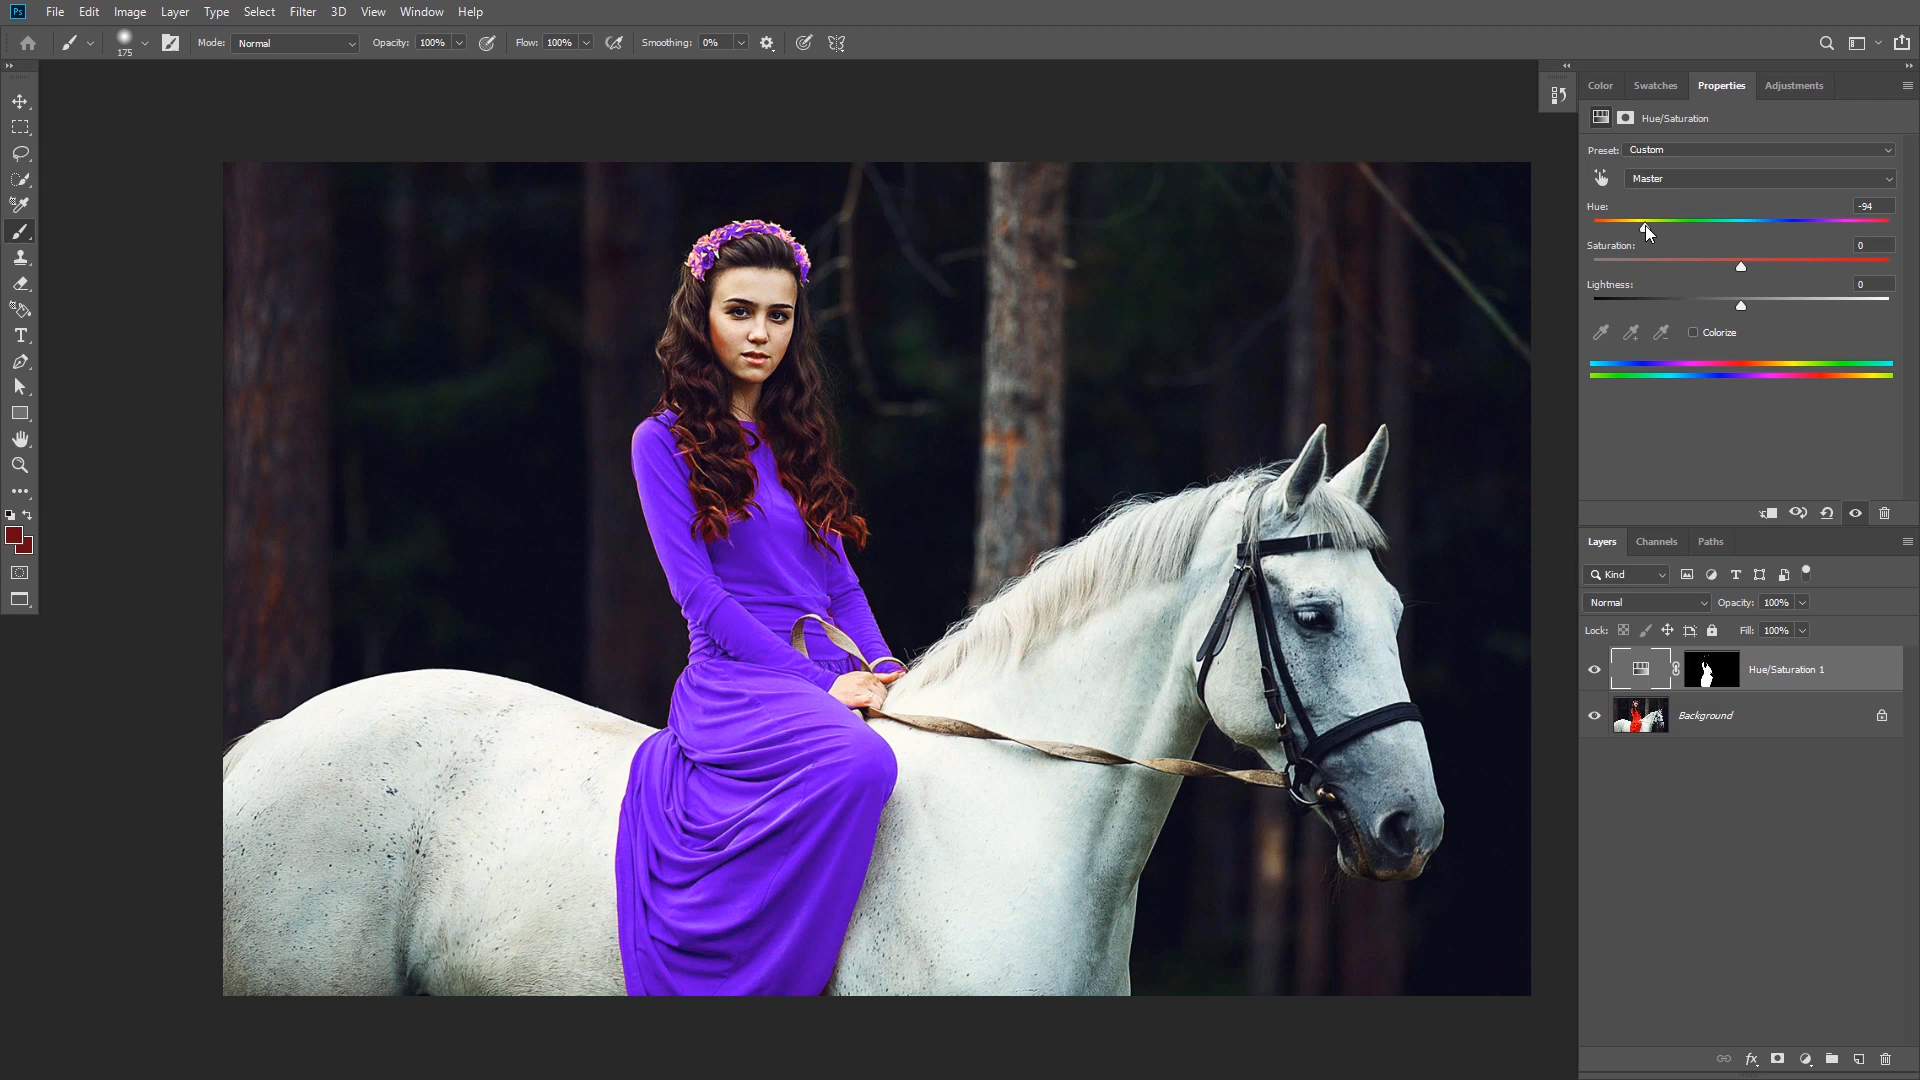 Ps File Edit Image Layer Type Select Filter 3D View Window Help
175 Mode: Normal Opacity: 100% Flow: 100% Smoothing: 0%
Color Swatches Properties Adjustments
Hue/Saturation
Preset: Custom
Master
Hue: -94
Saturation: 0
Lightness: 0
Colorize
Layers Channels Paths
Kind
Normal Opacity: 100%
Lock: Fill: 100%
Hue/Saturation 1
Background